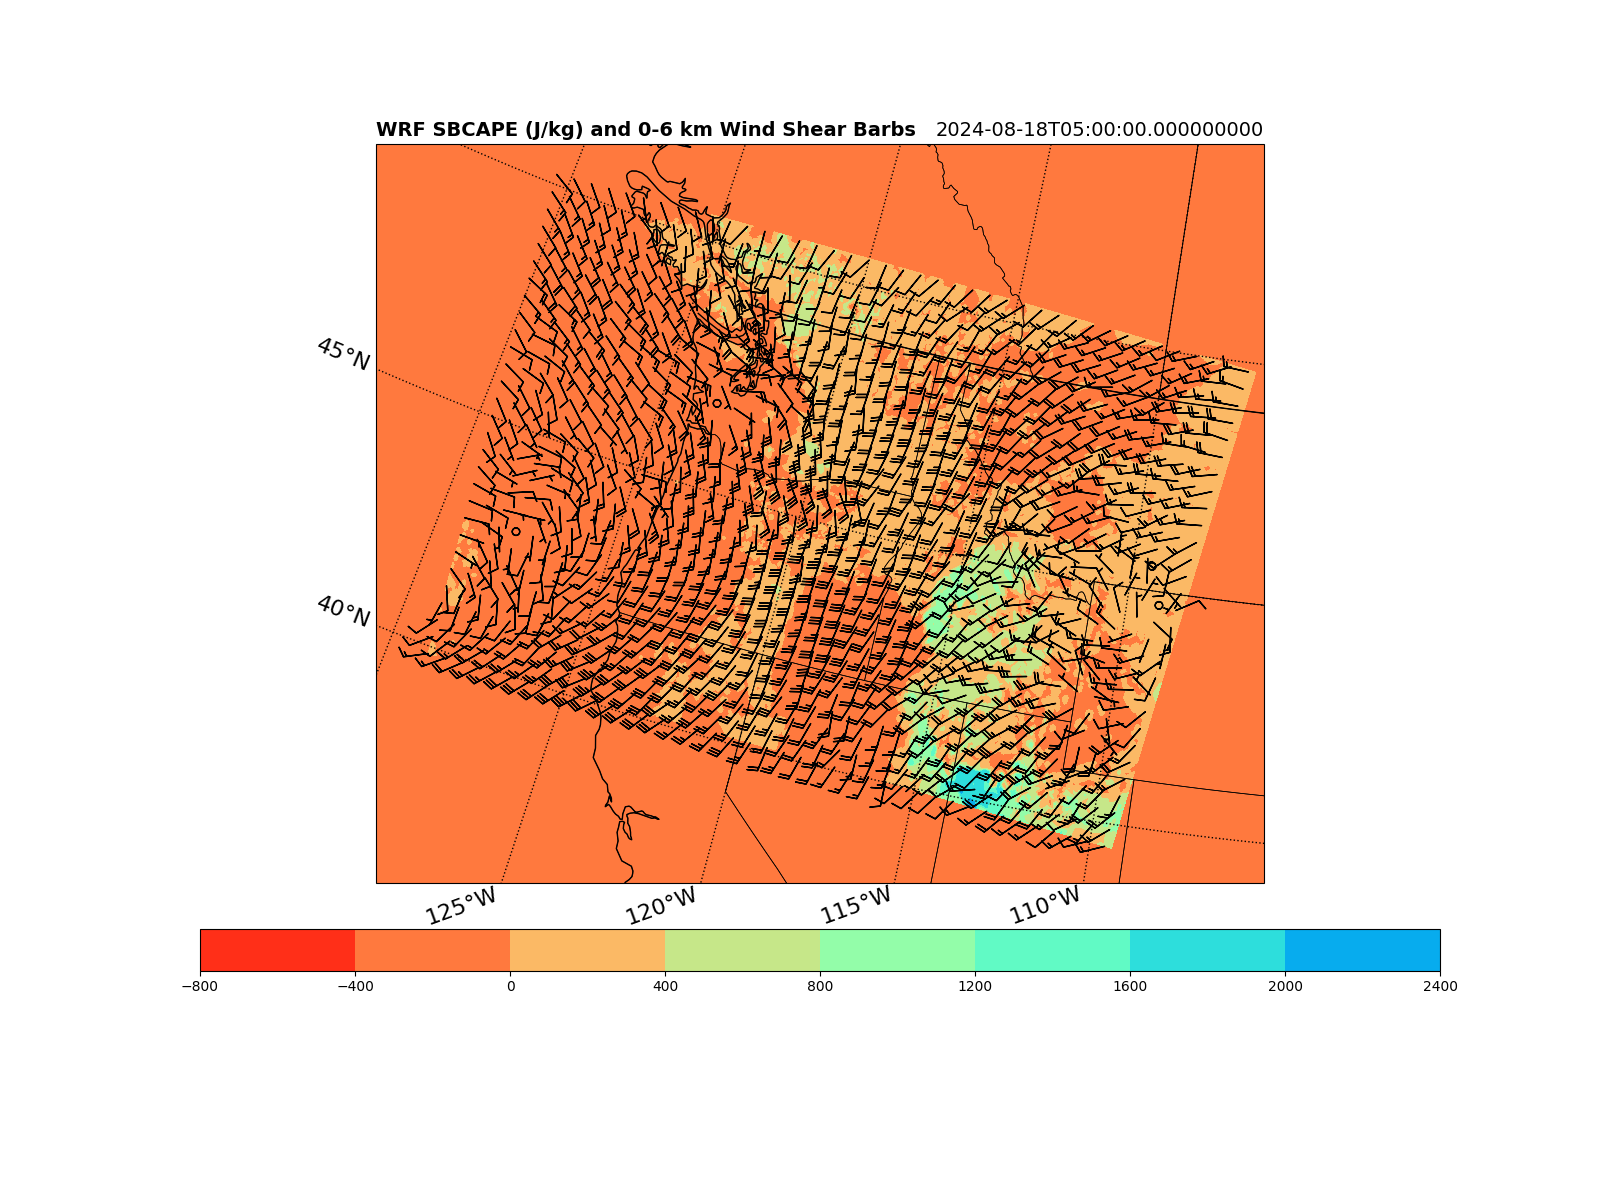 WRF SBCAPE (J/kg) and 0-6 km Wind Shear Barbs 2024-08-18T05:00:00.000000000
45°N
40°N
125°W 120°W 115°W 110°W
−800 −400 0 400 800 1200 1600 2000 2400